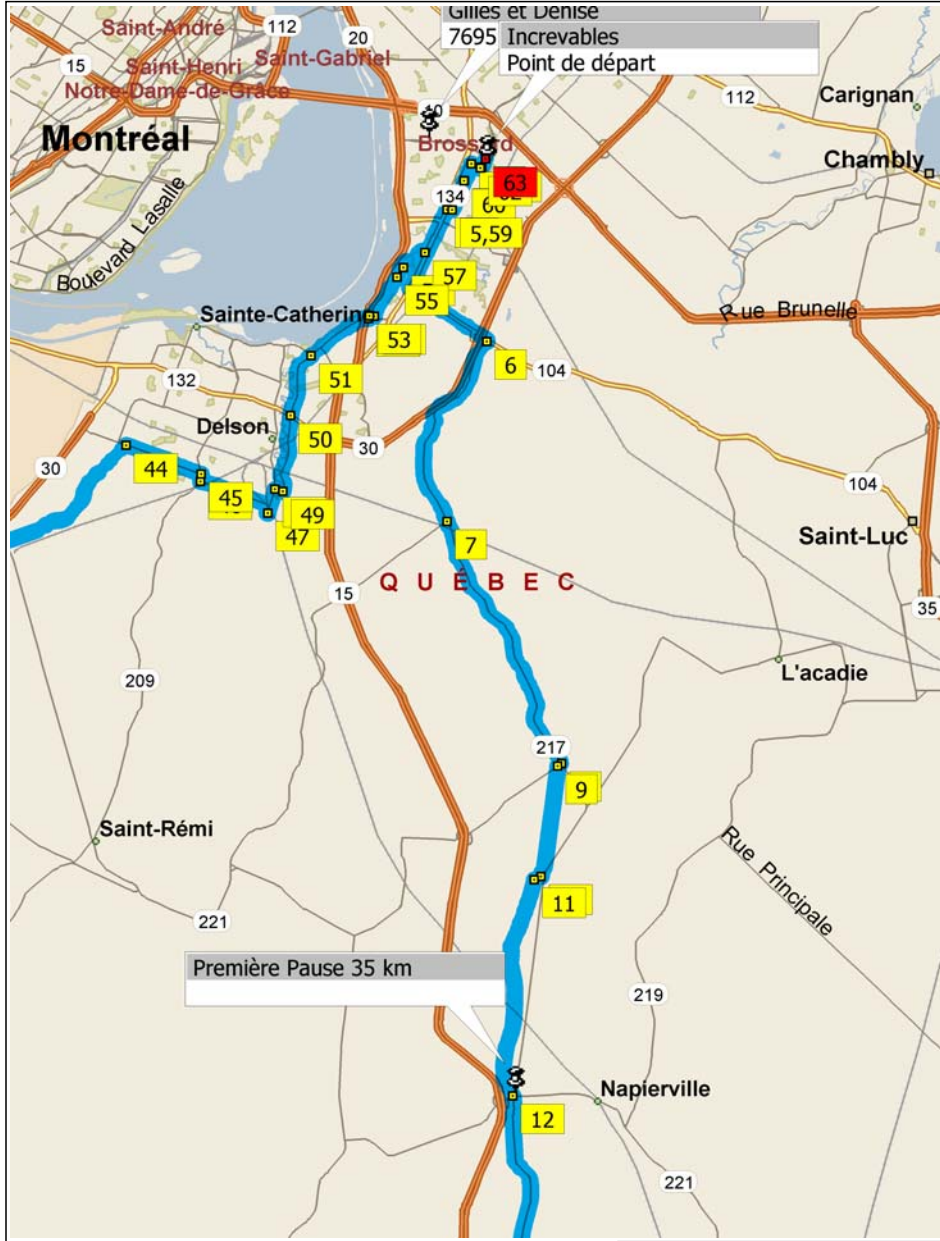 Gilles et Denise
7695 Increvables
Point de départ
Saint-André
112
20
Saint-Gabriel
15
Saint-Henri
Notre-Dame-de-Grâce
10
112
Carignan
Montréal
Brossard
Chambly
63
134
60
5,59
Boulevard Lasalle
57
55
Sainte-Catherine
53
Rue Brunelle
6
104
132
51
Delson
50
30
30
44
45
104
49
47
Saint-Luc
7
QUÉBEC
15
35
L'acadie
209
217
9
Saint-Rémi
Rue Principale
11
221
Première Pause 35 km
219
Napierville
12
221